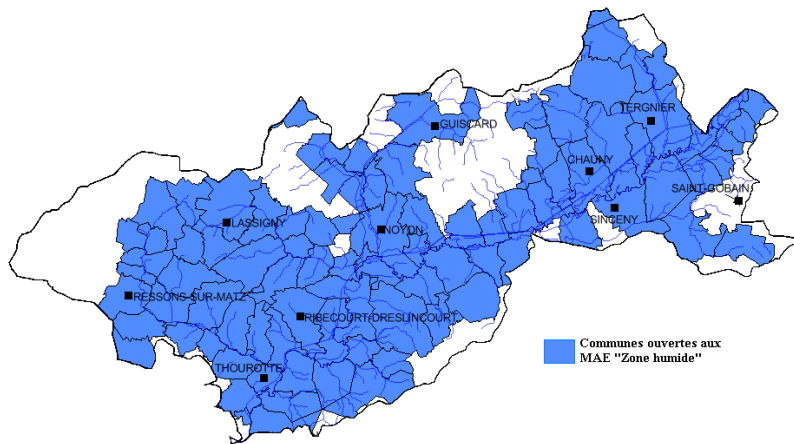 TERGNIER
GUISCARD
CHAUNY
SAINT-GOBAIN
SINCENY
LASSIGNY
NOYON
RESSONS-SUR-MATZ
RIBECOURT-DRESLINCOURT
THOUROTTE
Communes ouvertes aux
MAE "Zone humide"